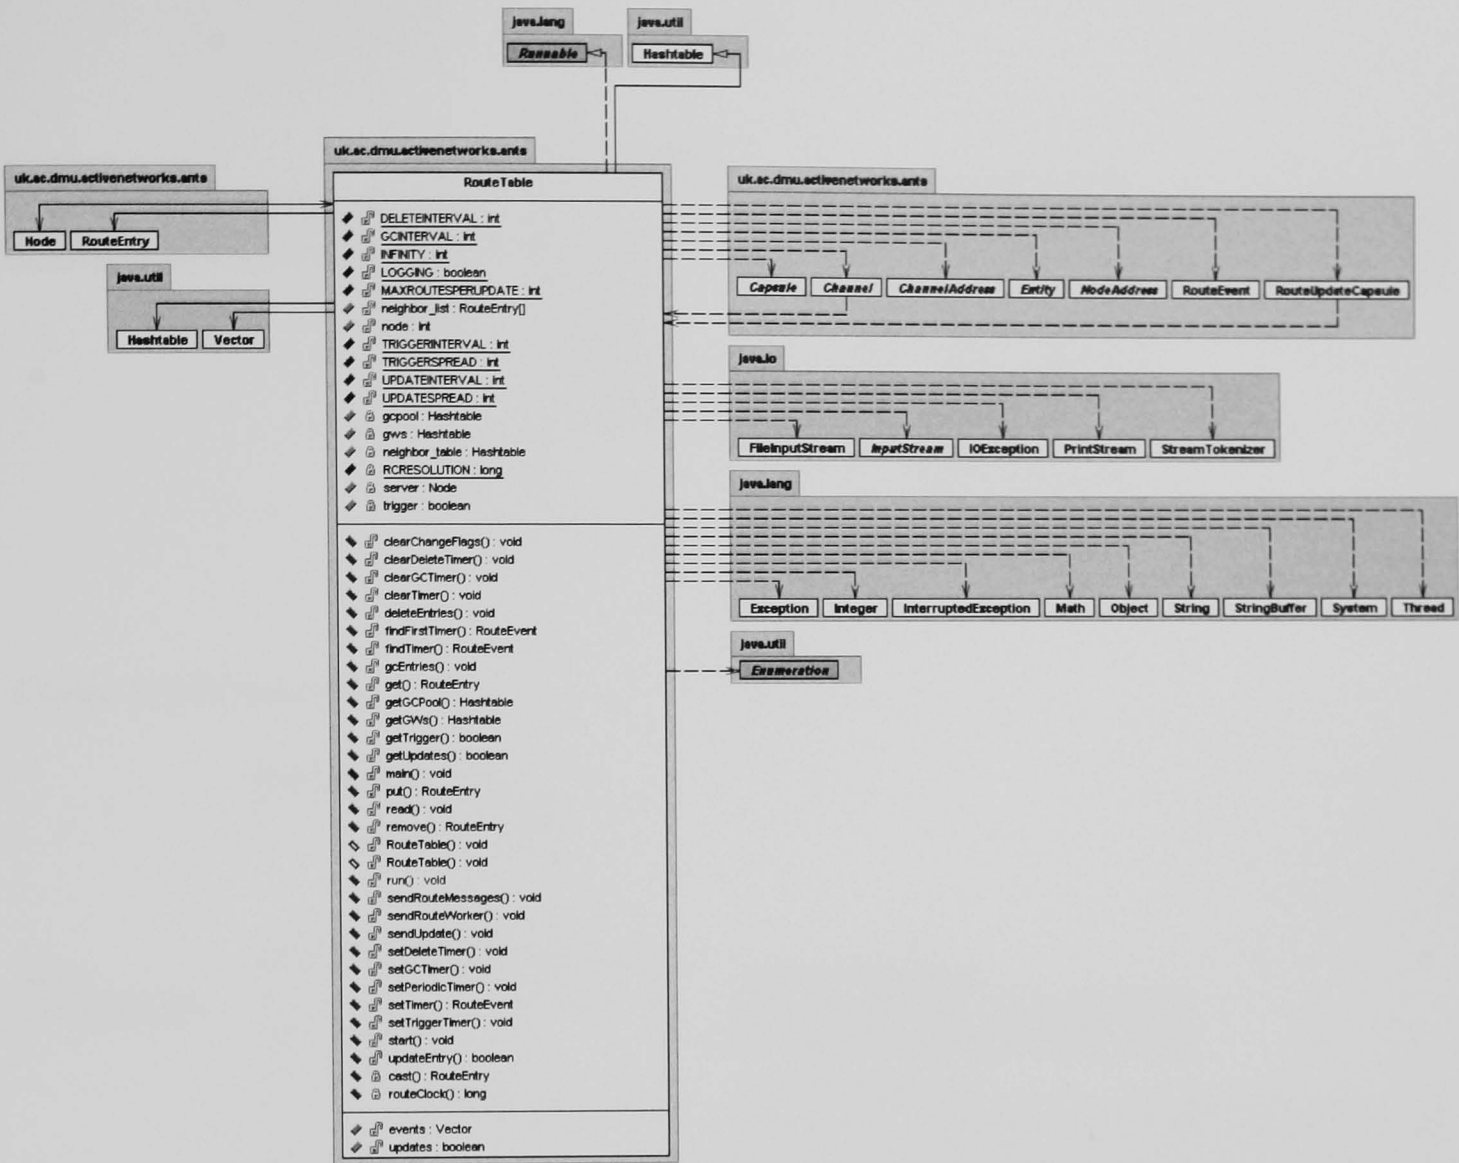 java.lang
java.util
Runnable
Hashtable
uk.ac.dmu.activenetworks.ants
Node
RouteEntry
java.util
Hashtable
Vector
uk.ac.dmu.activenetworks.ants
RouteTable
DELETEINTERVAL : int
GCINTERVAL : int
INFINITY : int
LOGGING : boolean
MAXROUTESPERUPDATE : int
neighbor_list : RouteEntry[]
node : int
TRIGGERINTERVAL : int
TRIGGERSPREAD : int
UPDATEINTERVAL : int
UPDATESPREAD : int
gcpool : Hashtable
gws : Hashtable
neighbor_table : Hashtable
RCRESOLUTION : long
server : Node
trigger : boolean
clearChangeFlags() : void
clearDeleteTimer() : void
clearGCTimer() : void
clearTimer() : void
deleteEntries() : void
findFirstTimer() : RouteEvent
findTimer() : RouteEvent
gcEntries() : void
get() : RouteEntry
getGCPool() : Hashtable
getGWs() : Hashtable
getTrigger() : boolean
getUpdates() : boolean
main() : void
put() : RouteEntry
read() : void
remove() : RouteEntry
RouteTable() : void
RouteTable() : void
run() : void
sendRouteMessages() : void
sendRouteWorker() : void
sendUpdate() : void
setDeleteTimer() : void
setGCTimer() : void
setPeriodicTimer() : void
setTimer() : RouteEvent
setTriggerTimer() : void
start() : void
updateEntry() : boolean
cast() : RouteEntry
routeClock() : long
events : Vector
updates : boolean
uk.ac.dmu.activenetworks.ants
Capsule
Channel
ChannelAddress
Entity
NodeAddress
RouteEvent
RouteUpdateCapsule
java.io
FileInputStream
InputStream
IOException
PrintStream
StreamTokenizer
java.lang
Exception
Integer
InterruptedException
Math
Object
String
StringBuffer
System
Thread
java.util
Enumeration